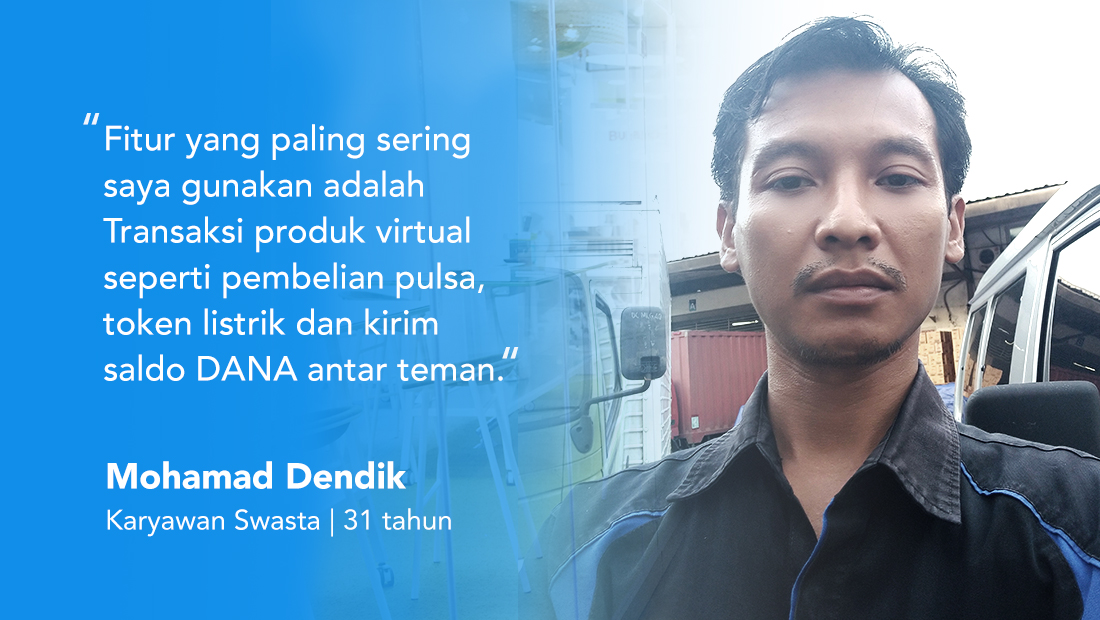 “Fitur yang paling sering
saya gunakan adalah
Transaksi produk virtual
seperti pembelian pulsa,
token listrik dan kirim
saldo DANA antar teman.“
Mohamad Dendik
Karyawan Swasta | 31 tahun
A